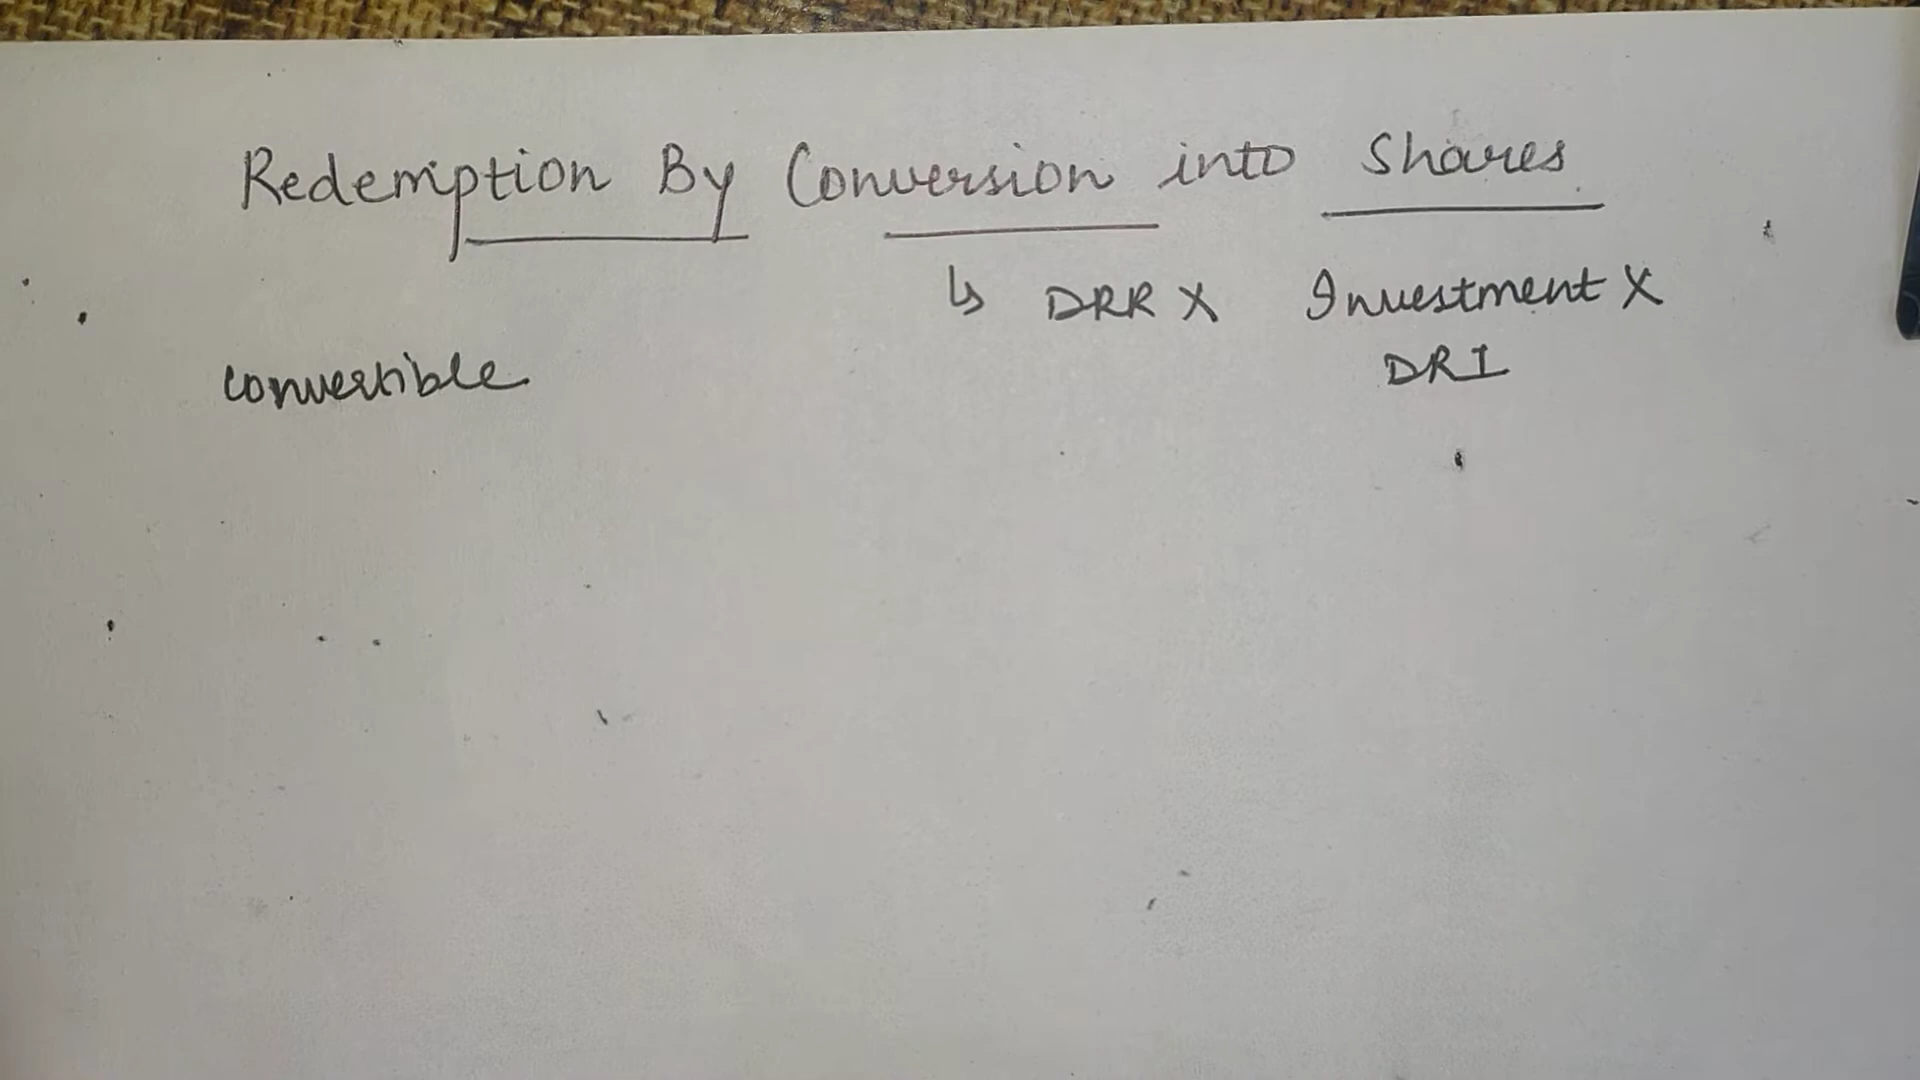 Redemption By Conversion into Shares
↳ DRR X Investment X
convertible DRI